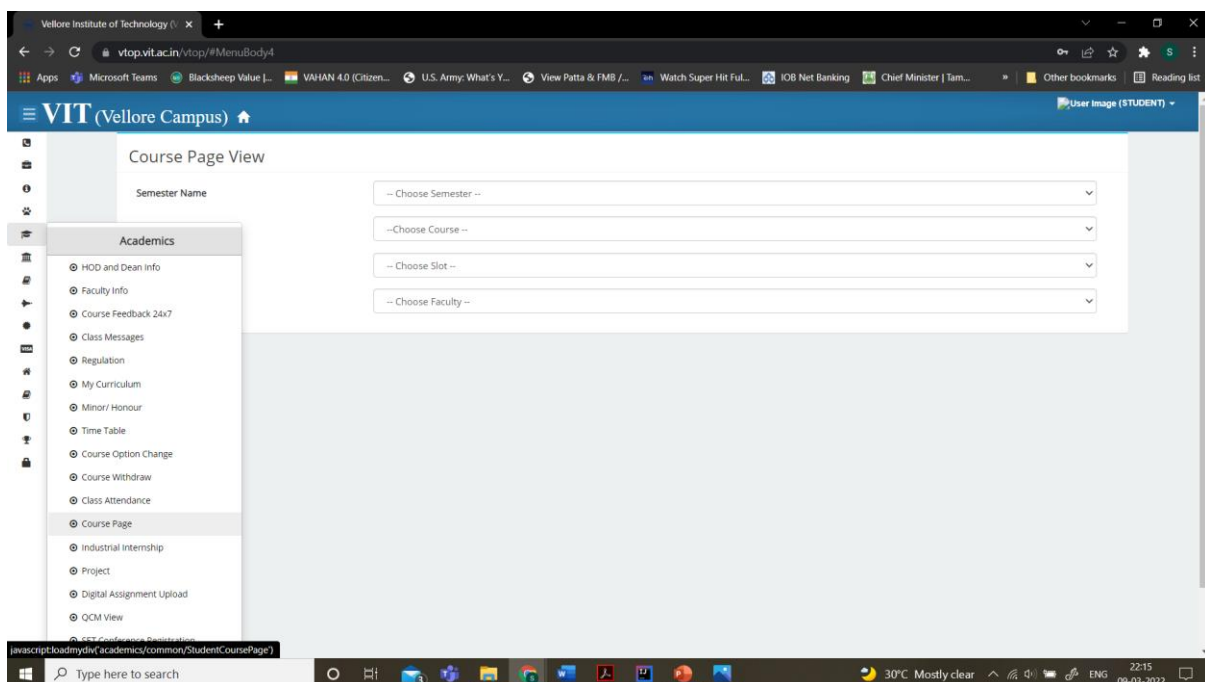 Vellore Institute of Technology (V
vtop.vit.ac.in/vtop/#MenuBody4
S
Apps Microsoft Teams Blacksheep Value |... VAHAN 4.0 (Citizen... U.S. Army: What's Y... View Patta & FMB /... Watch Super Hit Ful... IOB Net Banking Chief Minister | Tam... » Other bookmarks Reading list
VIT (Vellore Campus)
User Image (STUDENT)
Course Page View
Semester Name
-- Choose Semester --
--Choose Course --
-- Choose Slot --
-- Choose Faculty --
Academics
HOD and Dean Info
Faculty Info
Course Feedback 24x7
Class Messages
Regulation
My Curriculum
Minor/ Honour
Time Table
Course Option Change
Course Withdraw
Class Attendance
Course Page
Industrial Internship
Project
Digital Assignment Upload
QCM View
SET Conference Registration
javascript:loadmydiv('academics/common/StudentCoursePage')
Type here to search
30°C Mostly clear
ENG
22:15
09-03-2022